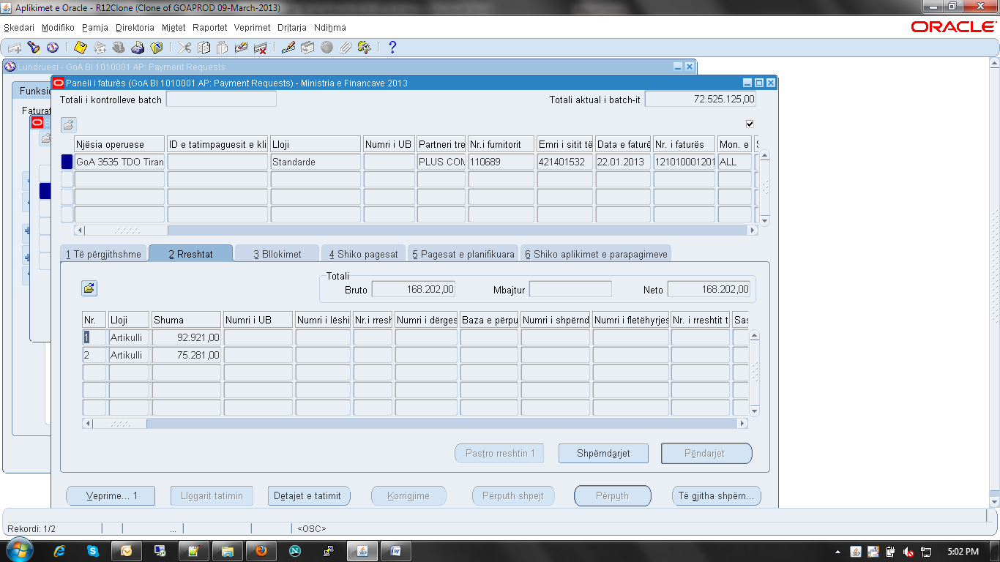 Aplikimet e Oracle - R12Clone (Clone of GOAPROD 09-March-2013)
Skedari Modifiko Pamja Direktoria Mjetet Raportet Veprimet Dritarja Ndihma
ORACLE
Lundruesi - GoA BI 1010001 AP: Payment Requests
Paneli i faturës (GoA BI 1010001 AP: Payment Requests) - Ministria e Financave 2013
Funksio
Totali i kontrolleve batch
Totali aktual i batch-it 72.525.125,00
Faturat
Njësia operuese ID e tatimpaguesit e kli Lloji Numri i UB Partneri tre Nr.i furnitorit Emri i sitit të Data e faturë Nr. i faturës Mon. e
GoA 3535 TDO Tiran Standarde PLUS CON 110689 421401532 22.01.2013 121010001201 ALL
1 Të përgjithshme 2 Rreshtat 3 Bllokimet 4 Shiko pagesat 5 Pagesat e planifikuara 6 Shiko aplikimet e parapagimeve
Totali
Bruto 168.202,00 Mbajtur Neto 168.202,00
Nr. Lloji Shuma Numri i UB Numri i lëshi Nr.i rresh Numri i dërges Baza e përpu Numri i shpërnd Numri i fletëhyrjes Nr. i rreshtit t Sas
1 Artikulli 92.921,00
2 Artikulli 75.281,00
Pastro rreshtin 1 Shpërndarjet Pëndarjet
Veprime... 1 Llogarit tatimin Detajet e tatimit Korrigjime Përputh shpejt Përputh Të gjitha shpërn...
Rekordi: 1/2 ... <OSC>
5:02 PM